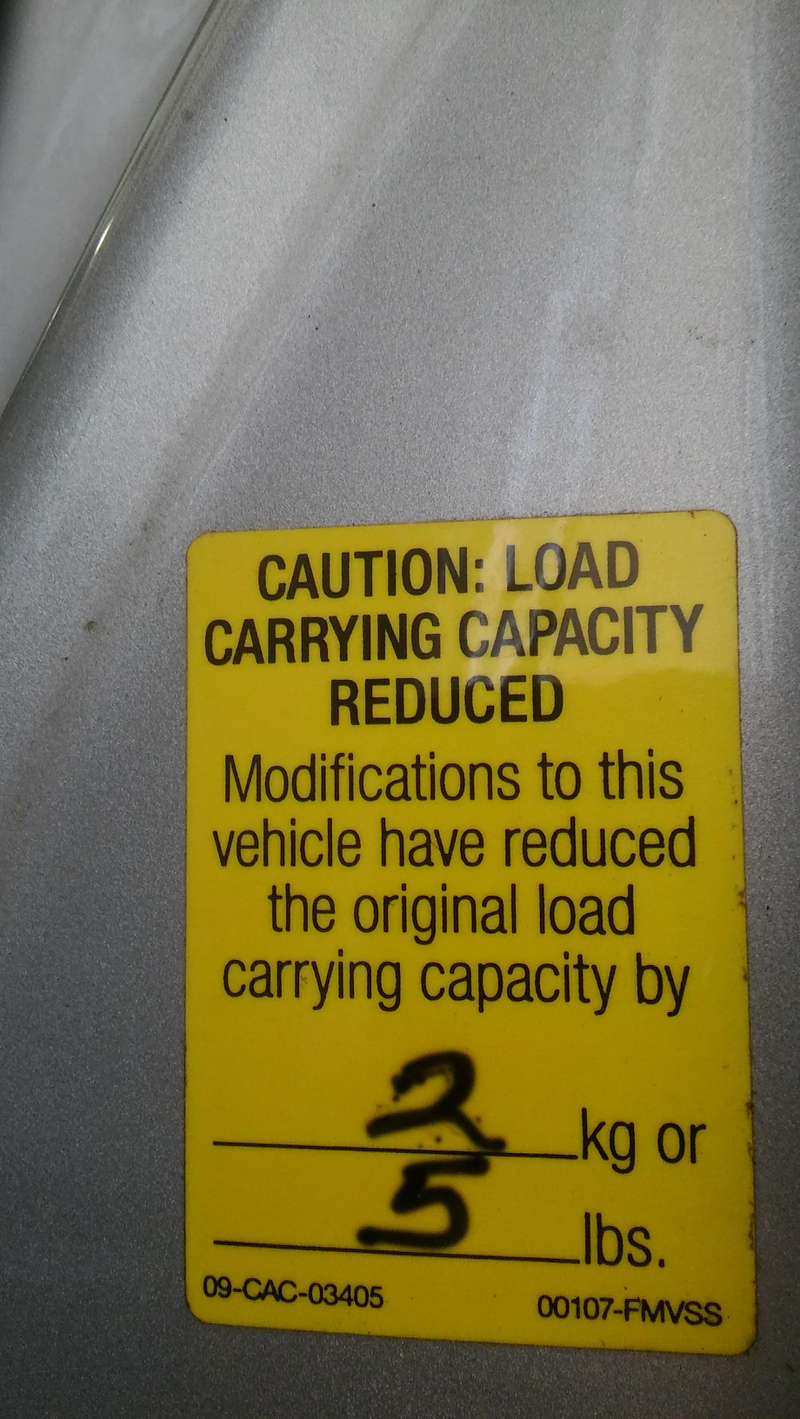 CAUTION: LOAD
CARRYING CAPACITY
REDUCED
Modifications to this
vehicle have reduced
the original load
carrying capacity by
2 kg or
5 lbs.
09-CAC-03405 00107-FMVSS